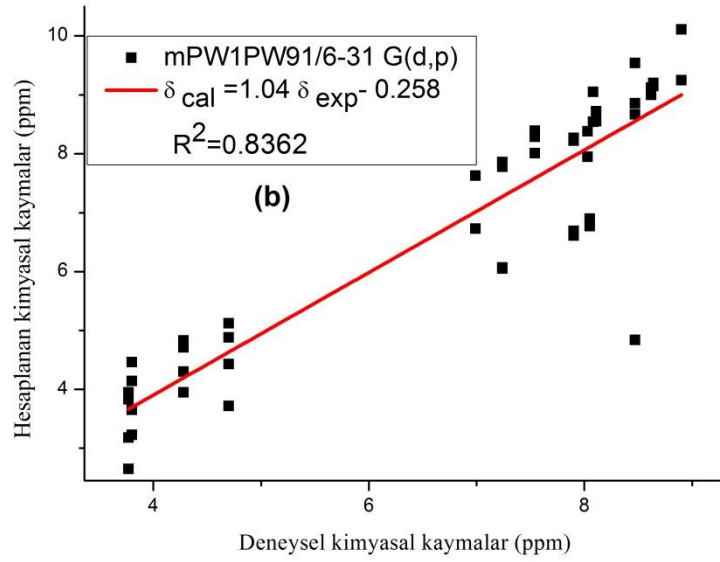 mPW1PW91/6-31 G(d,p)
δ cal =1.04 δ exp- 0.258
R²=0.8362
(b)
Hesaplanan kimyasal kaymalar (ppm)
10
8
6
4
4 6 8
Deneysel kimyasal kaymalar (ppm)